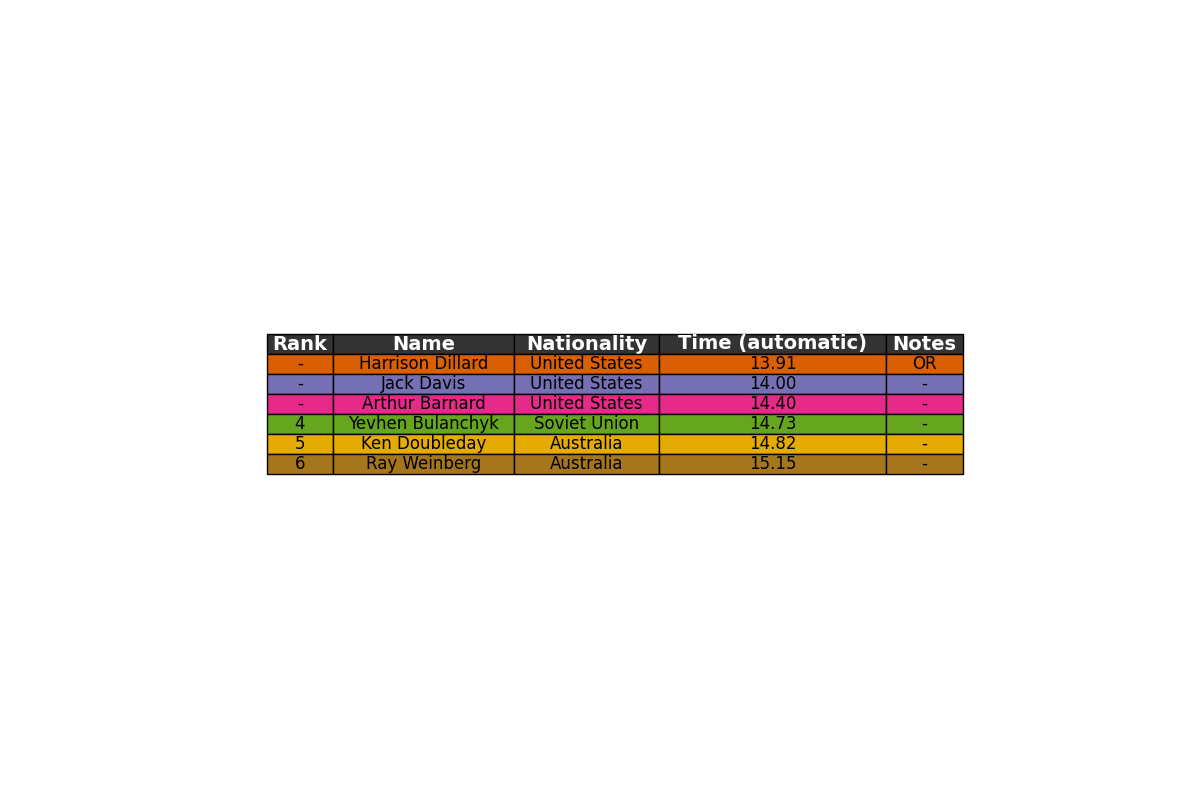 Rank Name Nationality Time (automatic) Notes
- Harrison Dillard United States 13.91 OR
- Jack Davis United States 14.00 -
- Arthur Barnard United States 14.40 -
4 Yevhen Bulanchyk Soviet Union 14.73 -
5 Ken Doubleday Australia 14.82 -
6 Ray Weinberg Australia 15.15 -